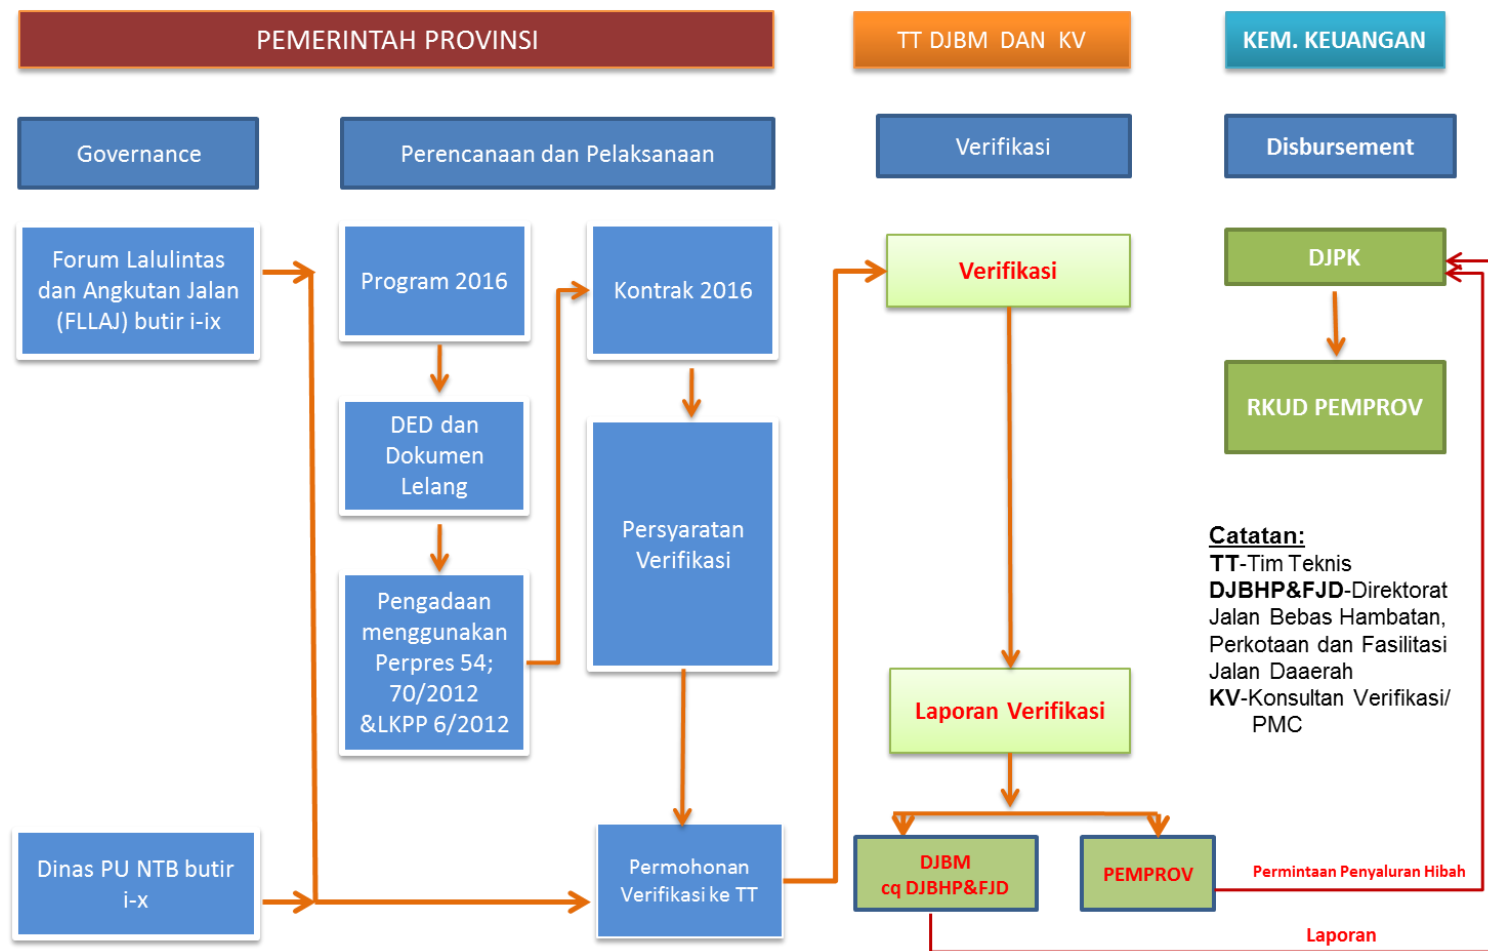 PEMERINTAH PROVINSI
TT DJBM DAN KV
KEM. KEUANGAN
Governance
Perencanaan dan Pelaksanaan
Verifikasi
Disbursement
Forum Lalulintas
dan Angkutan Jalan
(FLLAJ) butir i-ix
Dinas PU NTB butir
i-x
Program 2016
DED dan
Dokumen
Lelang
Pengadaan
menggunakan
Perpres 54;
70/2012
&LKPP 6/2012
Kontrak 2016
Persyaratan
Verifikasi
Permohonan
Verifikasi ke TT
Verifikasi
Laporan Verifikasi
DJBM
cq DJBHP&FJD
PEMPROV
DJPK
RKUD PEMPROV
Catatan:
TT-Tim Teknis
DJBHP&FJD-Direktorat
Jalan Bebas Hambatan,
Perkotaan dan Fasilitasi
Jalan Daaerah
KV-Konsultan Verifikasi/
PMC
Permintaan Penyaluran Hibah
Laporan